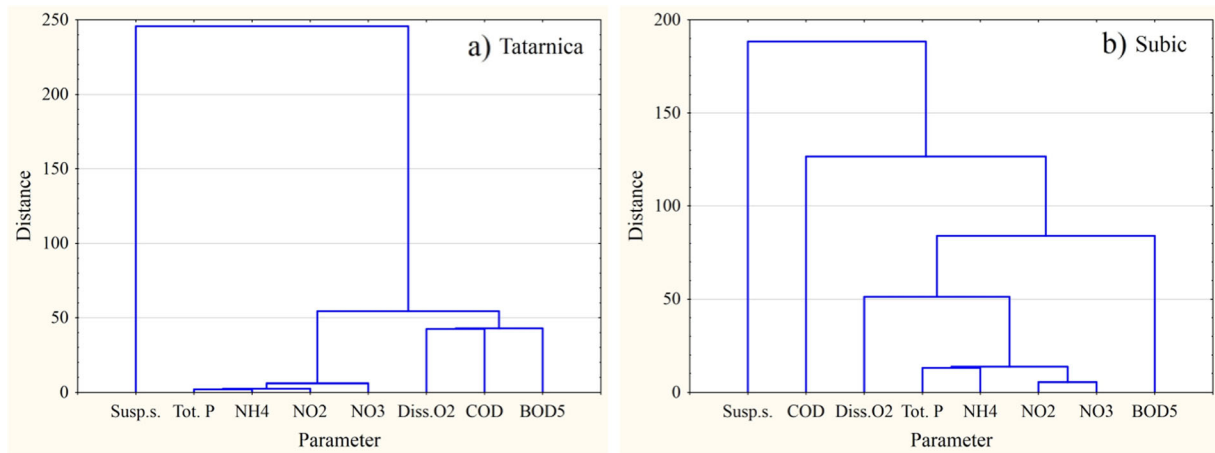 a) Tatarnica
250
200
150
100
50
0
Distance
Susp.s. Tot. P NH4 NO2 NO3 Diss.O2 COD BOD5
Parameter
b) Subic
200
150
100
50
0
Distance
Susp.s. COD Diss.O2 Tot. P NH4 NO2 NO3 BOD5
Parameter